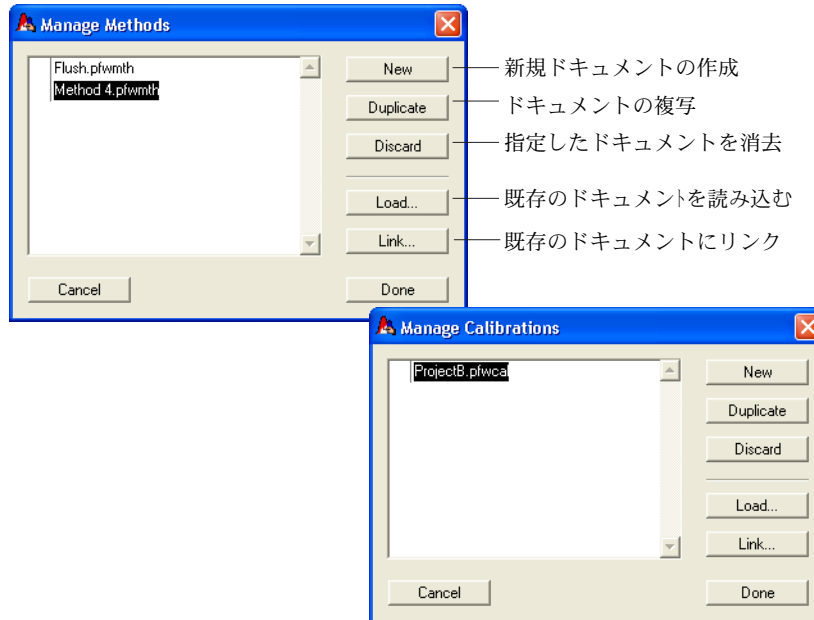 Manage Methods
Flush.pfwmth
Method 4.pfwmth
New
新規ドキュメントの作成
Duplicate
ドキュメントの複写
Discard
指定したドキュメントを消去
Load...
既存のドキュメントを読み込む
Link...
既存のドキュメントにリンク
Cancel
Done
Manage Calibrations
ProjectB.pfwcal
New
Duplicate
Discard
Load...
Link...
Cancel
Done